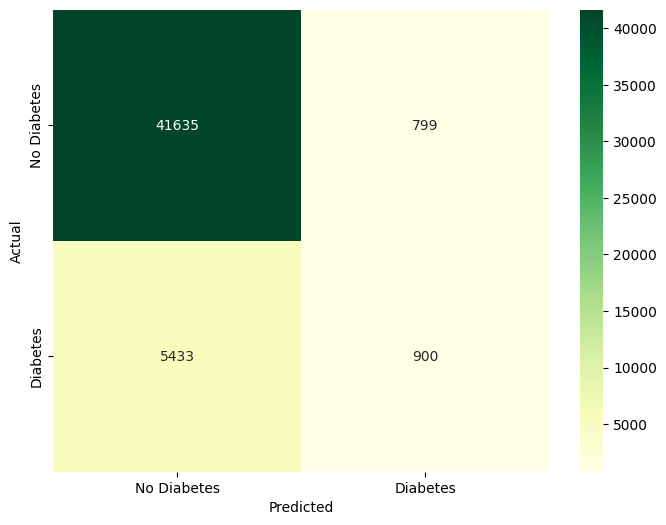 No Diabetes
Diabetes
Actual
41635
799
5433
900
No Diabetes
Diabetes
Predicted
40000
35000
30000
25000
20000
15000
10000
5000